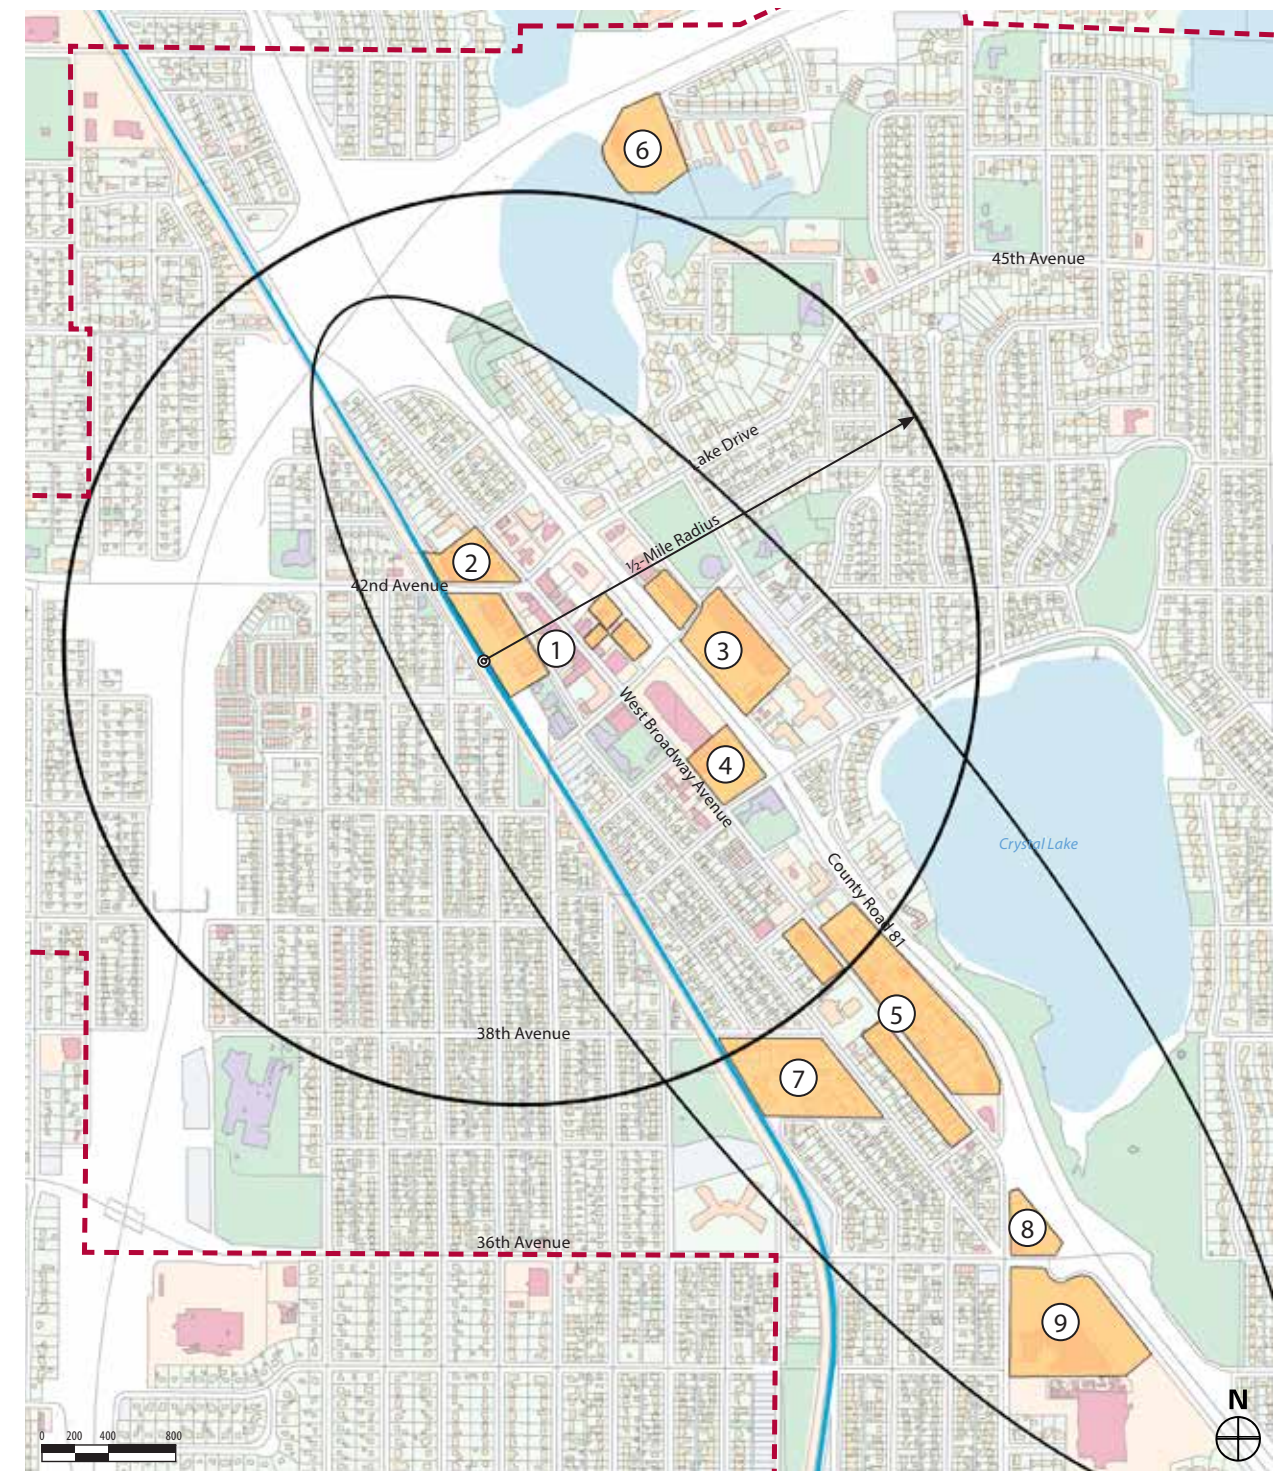 6
45th Avenue
Lake Drive
½-Mile Radius
2
42nd Avenue
1
3
West Broadway Avenue
4
Crystal Lake
County Road 81
5
38th Avenue
7
8
36th Avenue
9
N
0 200 400 800